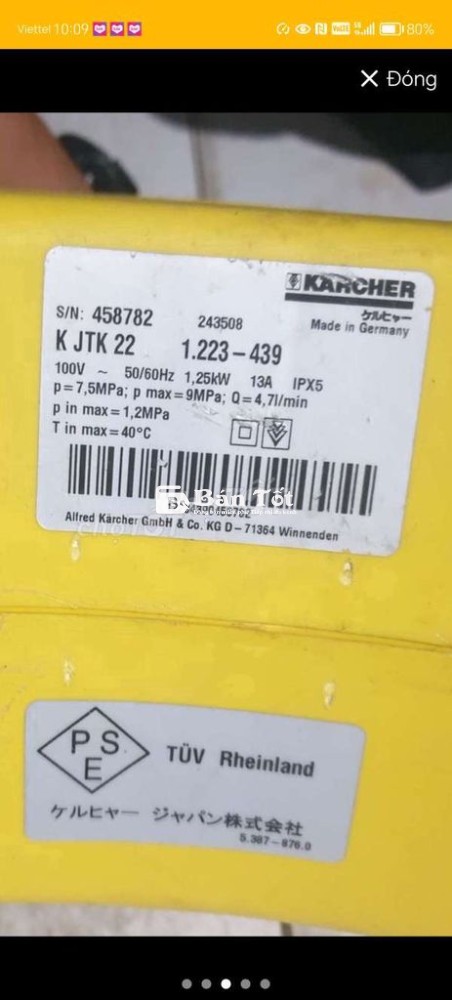 Viettel 10:09
80%
× Đóng
KARCHER
ケルヒャー
S/N: 458782 243508 Made in Germany
K JTK 22 1.223-439
100V ~ 50/60Hz 1,25kW 13A IPX5
p=7,5MPa; p max=9MPa; Q=4,7l/min
p in max=1,2MPa
T in max=40°C
Bán Tốt
Alfred Kärcher GmbH & Co. KG D-71364 Winnenden
PSE
TÜV Rheinland
ケルヒャー ジャパン株式会社
5.387-876.0